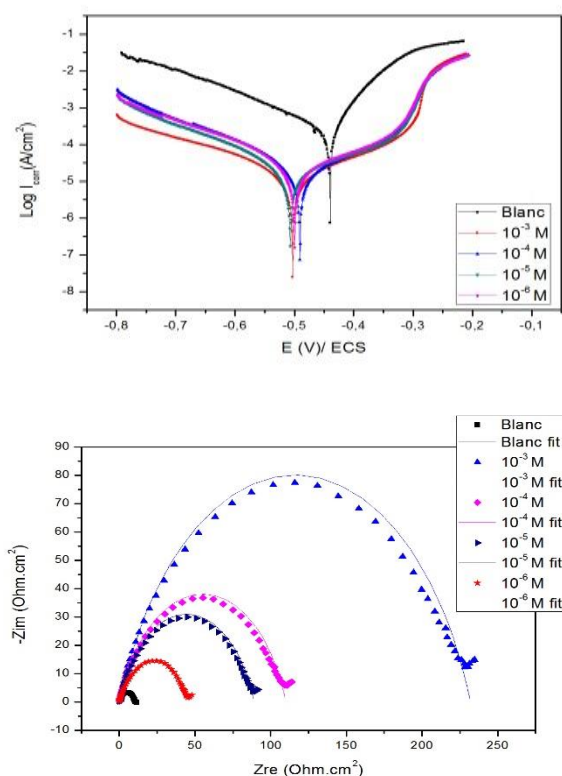 -1
-2
-3
-4
-5
-6
-7
-8
Log I_corr(A/cm²)
-0,8 -0,7 -0,6 -0,5 -0,4 -0,3 -0,2 -0,1
E (V)/ ECS
Blanc
10⁻³ M
10⁻⁴ M
10⁻⁵ M
10⁻⁶ M
90
80
70
60
50
40
30
20
10
0
-10
-Zim (Ohm.cm²)
0 50 100 150 200 250
Zre (Ohm.cm²)
Blanc
Blanc fit
10⁻³ M
10⁻³ M fit
10⁻⁴ M
10⁻⁴ M fit
10⁻⁵ M
10⁻⁵ M fit
10⁻⁶ M
10⁻⁶ M fit